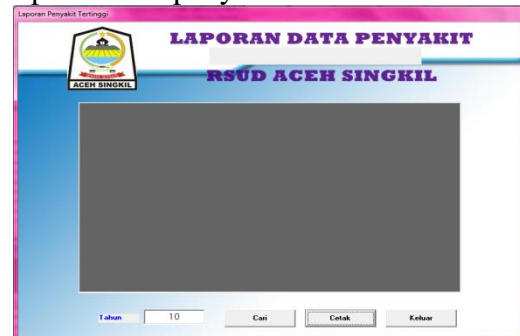 Laporan Penyakit Tertinggi
LAPORAN DATA PENYAKIT
RSUD ACEH SINGKIL
ACEH SINGKIL
Tahun
10
Cari
Cetak
Keluar